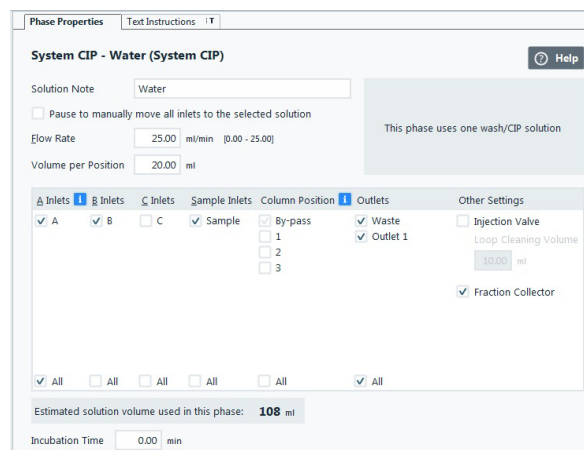 Phase Properties Text Instructions T
System CIP - Water (System CIP)
Help
Solution Note Water
Pause to manually move all inlets to the selected solution
This phase uses one wash/CIP solution
Flow Rate 25.00 ml/min [0.00 - 25.00]
Volume per Position 20.00 ml
A Inlets i B Inlets C Inlets Sample Inlets Column Position i Outlets Other Settings
A B C Sample By-pass Waste Injection Valve
1 Outlet 1 Loop Cleaning Volume
2 10.00 ml
3
Fraction Collector
All All All All All All
Estimated solution volume used in this phase: 108 ml
Incubation Time 0.00 min